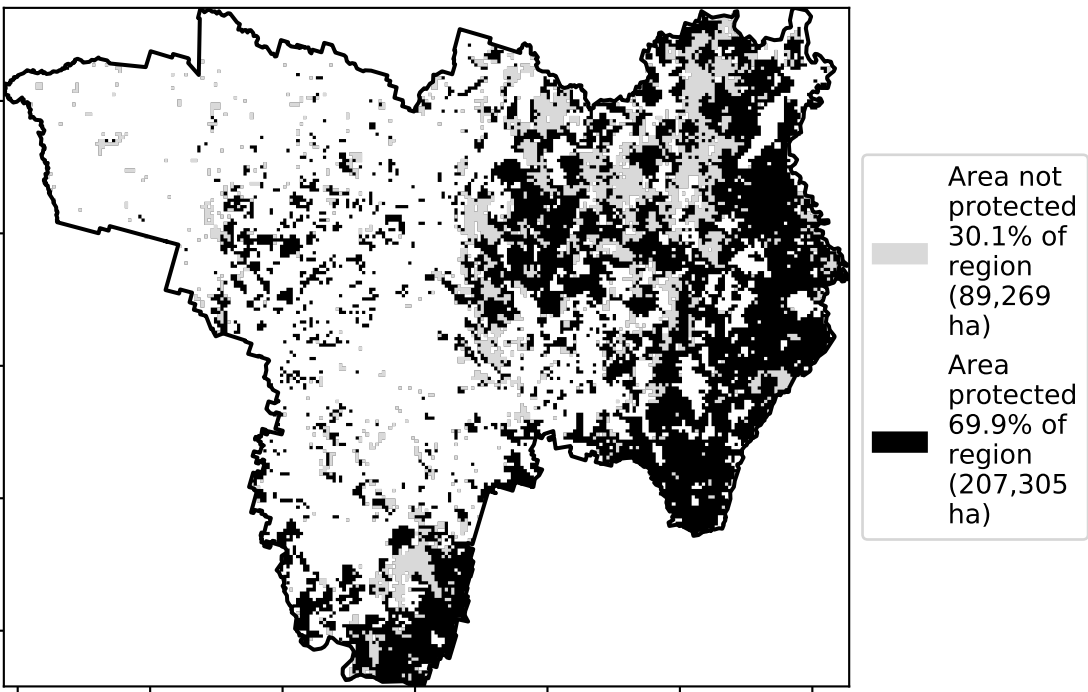 Area not
protected
30.1% of
region
(89,269
ha)
Area
protected
69.9% of
region
(207,305
ha)